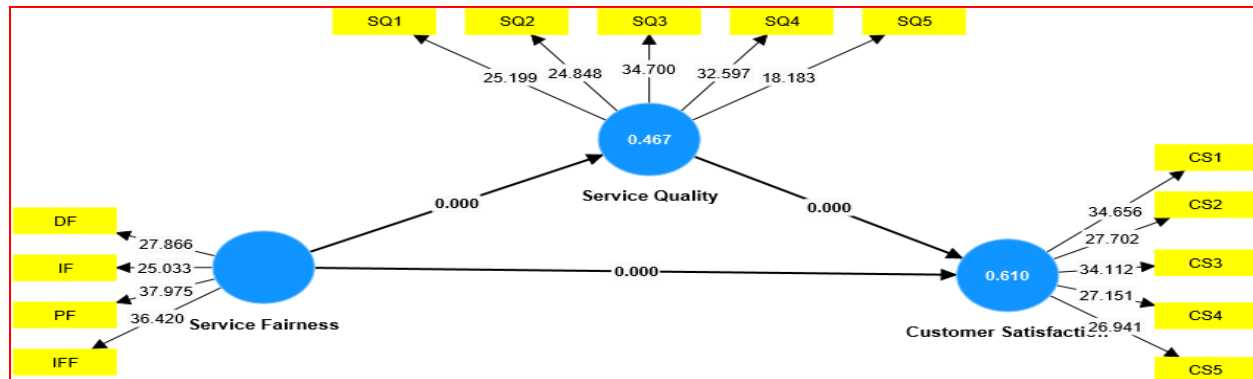 SQ1 SQ2 SQ3 SQ4 SQ5
25.199 24.848 34.700 32.597 18.183
0.467
Service Quality
0.000
0.000
0.000
DF
27.866
IF
25.033
PF
37.975
IFF
36.420
Service Fairness
0.610
Customer Satisfactio...
CS1
34.656
CS2
27.702
CS3
34.112
CS4
27.151
CS5
26.941